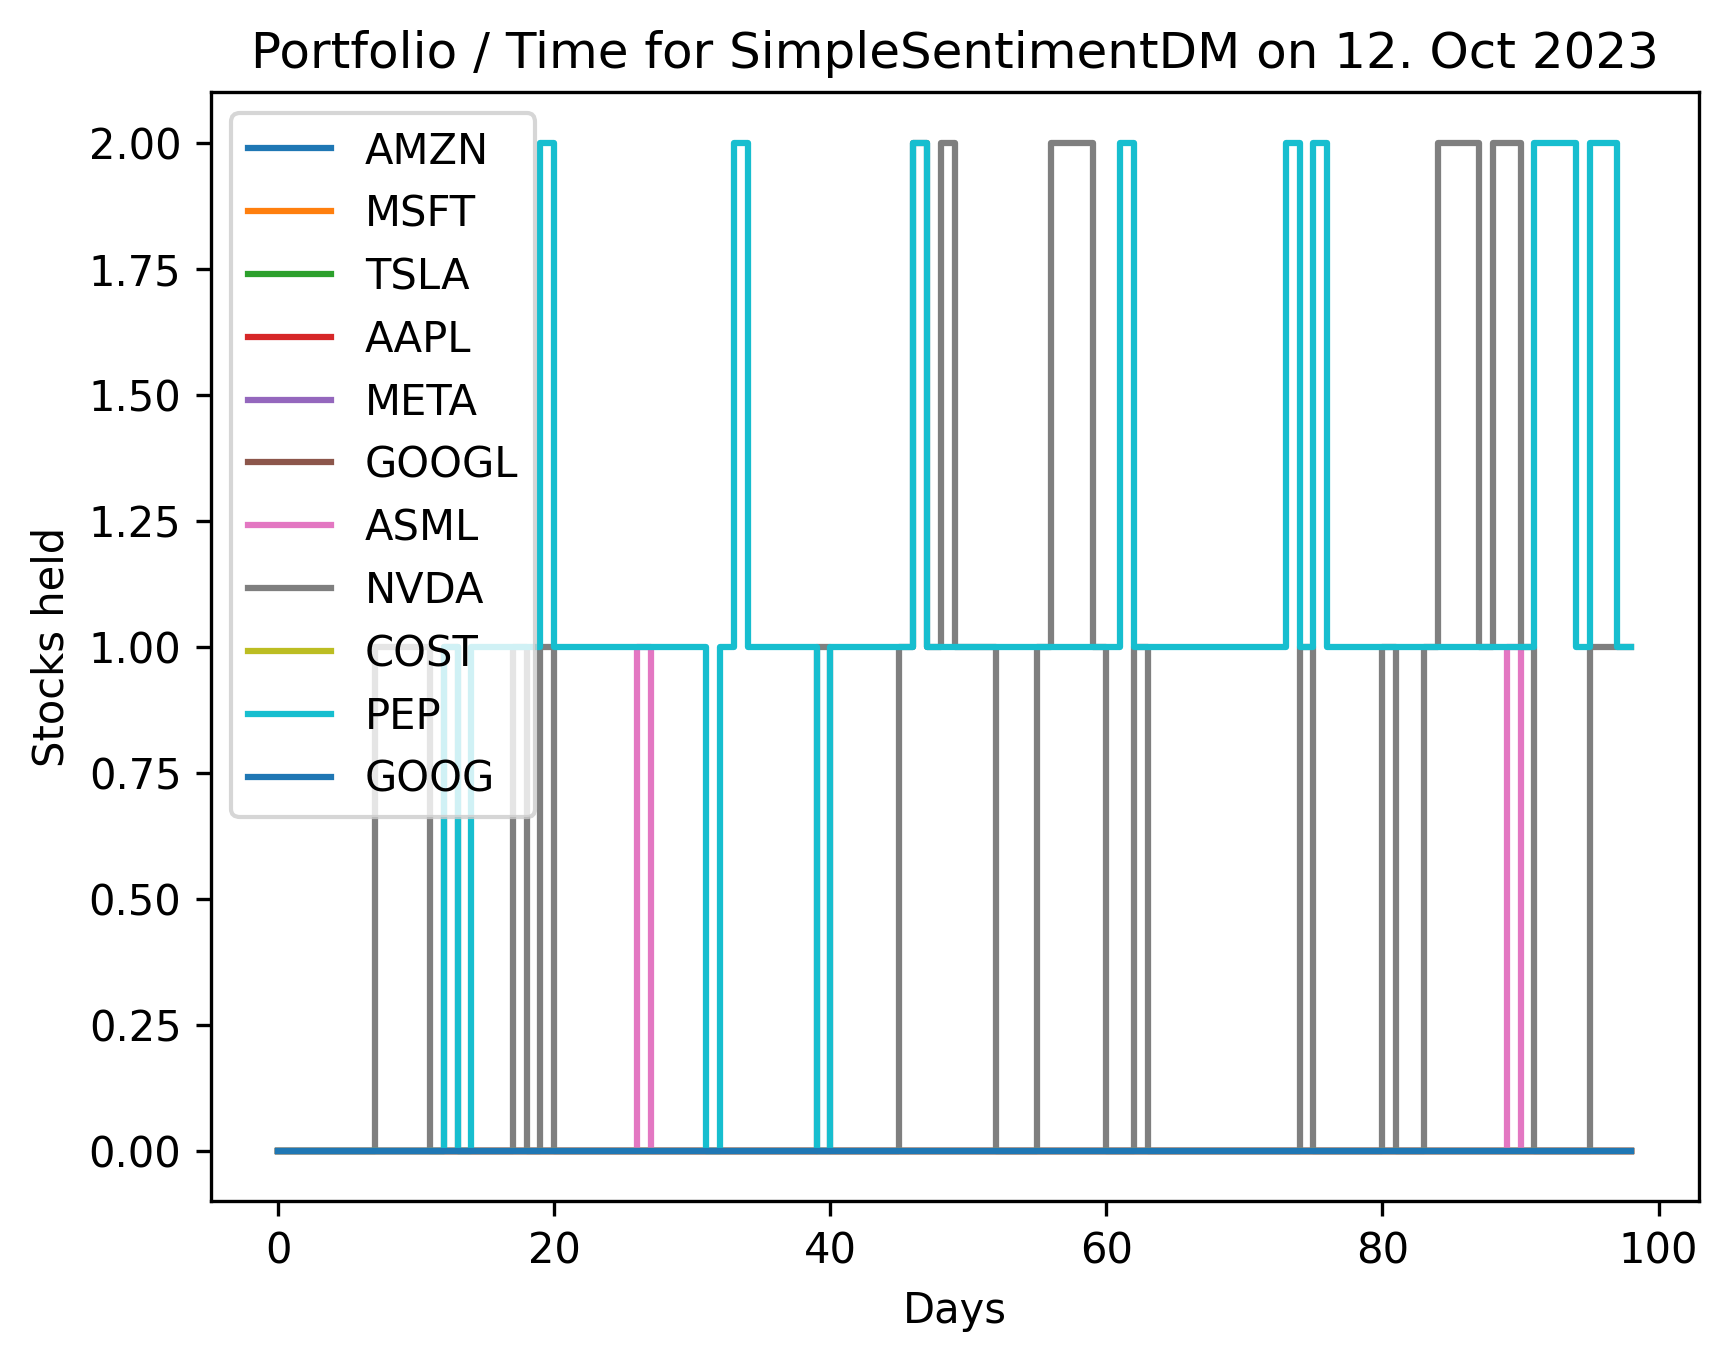 Portfolio / Time for SimpleSentimentDM on 12. Oct 2023
AMZN
MSFT
TSLA
AAPL
META
GOOGL
ASML
NVDA
COST
PEP
GOOG
Stocks held
2.00
1.75
1.50
1.25
1.00
0.75
0.50
0.25
0.00
0 20 40 60 80 100
Days